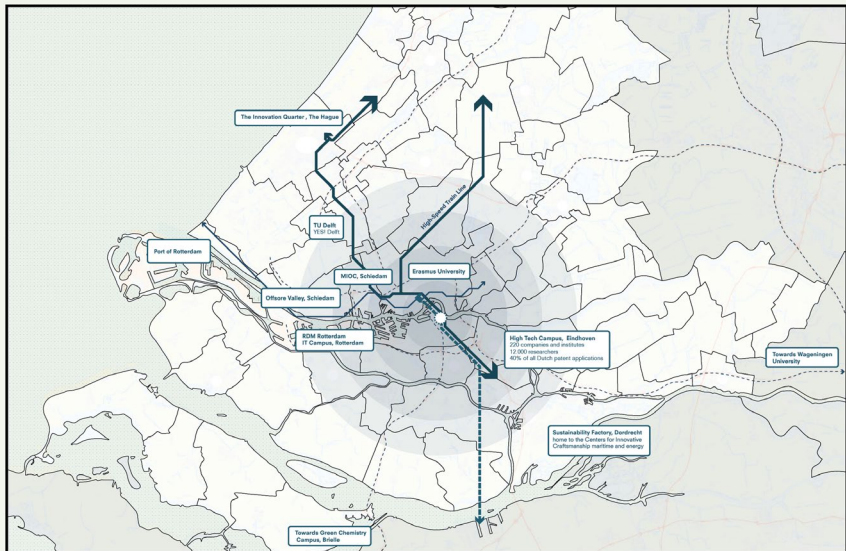 The Innovation Quarter , The Hague
High-Speed Train Line
TU Delft
YES! Delft
Port of Rotterdam
MIOC, Schiedam
Erasmus University
Offsore Valley, Schiedam
RDM Rotterdam
IT Campus, Rotterdam
High Tech Campus, Eindhoven
220 companies and institutes
12 000 researchers
40% of all Dutch patent applications
Towards Wageningen
University
Sustainability Factory, Dordrecht
home to the Centers for Innovative
Craftsmanship maritime and energy
Towards Green Chemistry
Campus, Brielle